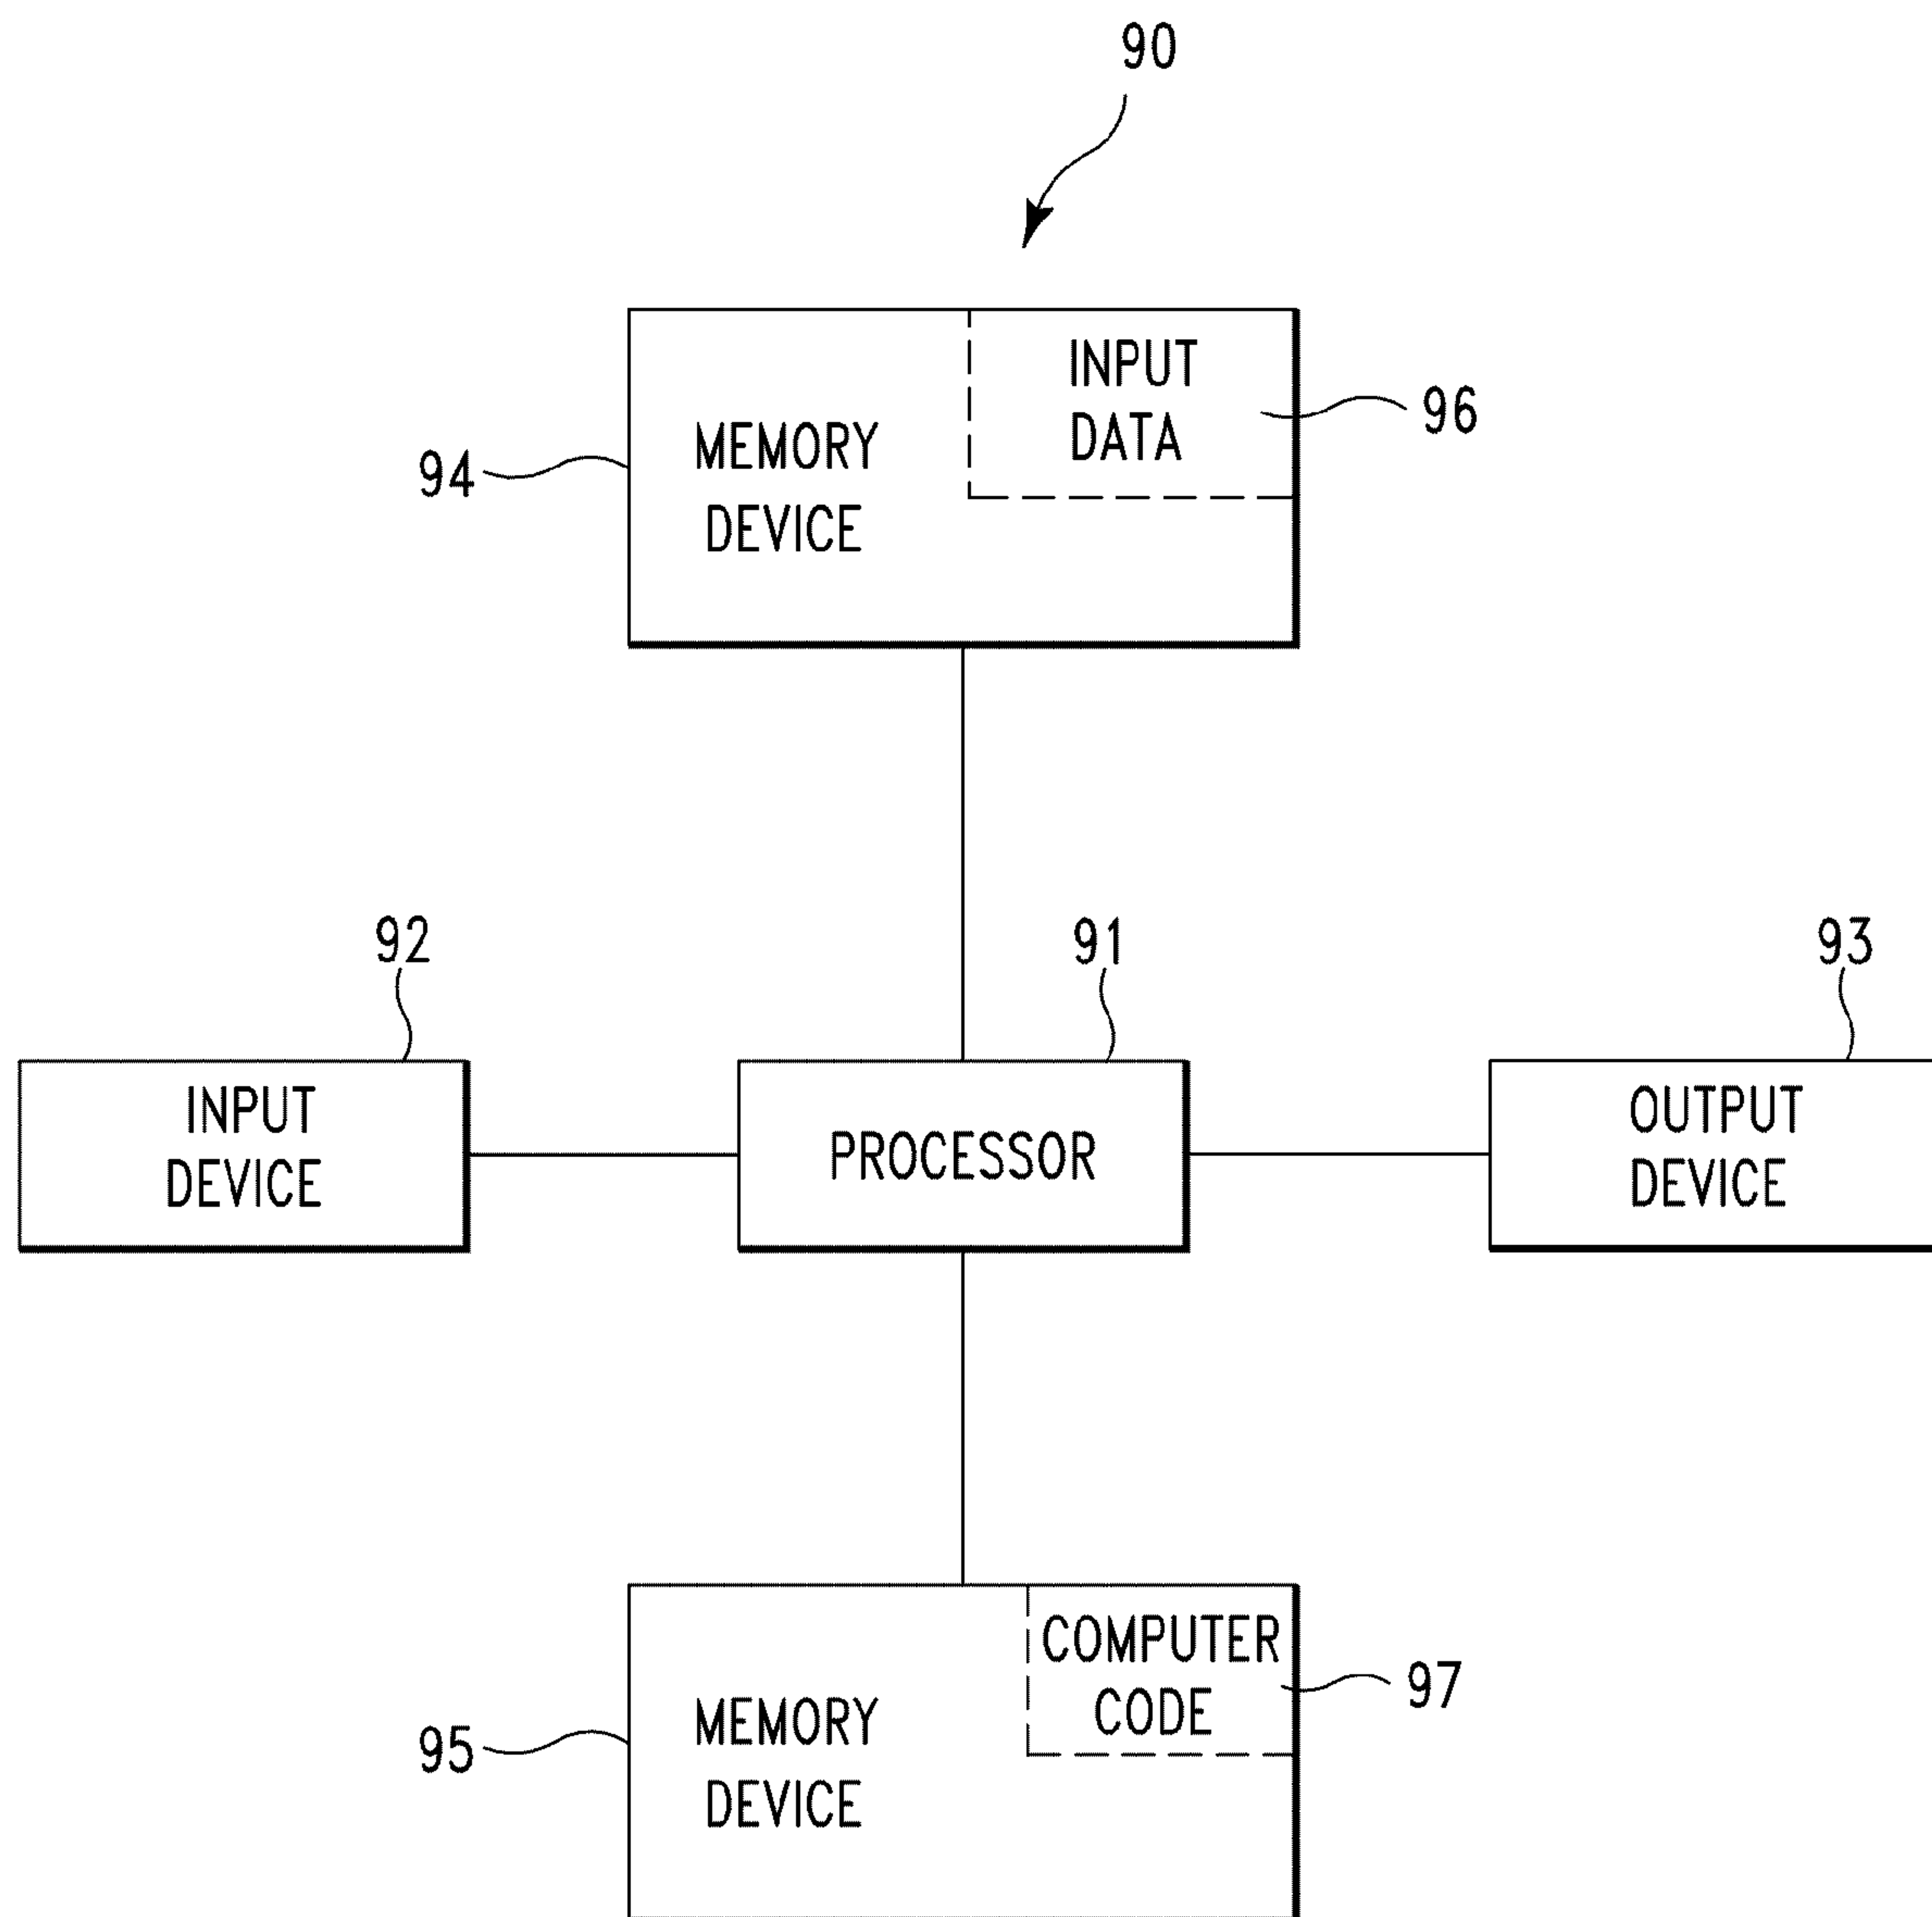 90
INPUT
DATA
96
MEMORY
DEVICE
94
92
91
93
INPUT
DEVICE
PROCESSOR
OUTPUT
DEVICE
COMPUTER
CODE
97
MEMORY
DEVICE
95